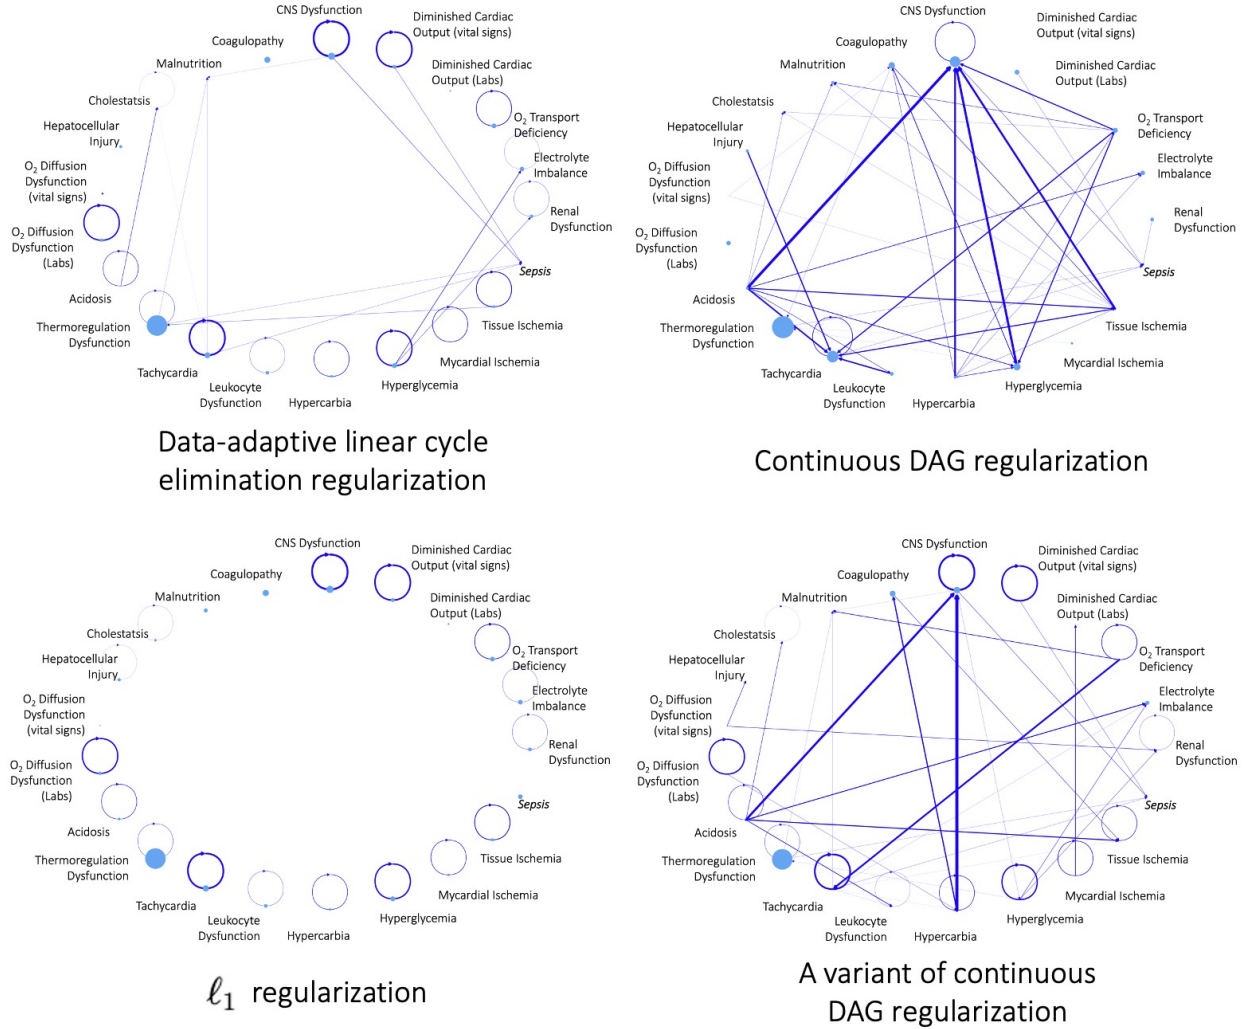 CNS Dysfunction
Diminished Cardiac
Output (vital signs)
Coagulopathy
Diminished Cardiac
Output (Labs)
Malnutrition
Cholestatsis
O2 Transport
Deficiency
Hepatocellular
Injury
Electrolyte
Imbalance
O2 Diffusion
Dysfunction
(vital signs)
Renal
Dysfunction
O2 Diffusion
Dysfunction
(Labs)
Sepsis
Acidosis
Thermoregulation
Dysfunction
Tissue Ischemia
Mycardial Ischemia
Tachycardia
Leukocyte
Dysfunction
Hypercarbia
Hyperglycemia
Data-adaptive linear cycle
elimination regularization
CNS Dysfunction
Diminished Cardiac
Output (vital signs)
Coagulopathy
Diminished Cardiac
Output (Labs)
Malnutrition
Cholestatsis
O2 Transport
Deficiency
Hepatocellular
Injury
Electrolyte
Imbalance
O2 Diffusion
Dysfunction
(vital signs)
Renal
Dysfunction
O2 Diffusion
Dysfunction
(Labs)
Sepsis
Acidosis
Thermoregulation
Dysfunction
Tissue Ischemia
Mycardial Ischemia
Tachycardia
Leukocyte
Dysfunction
Hypercarbia
Hyperglycemia
Continuous DAG regularization
CNS Dysfunction
Diminished Cardiac
Output (vital signs)
Coagulopathy
Diminished Cardiac
Output (Labs)
Malnutrition
Cholestatsis
O2 Transport
Deficiency
Hepatocellular
Injury
Electrolyte
Imbalance
O2 Diffusion
Dysfunction
(vital signs)
Renal
Dysfunction
O2 Diffusion
Dysfunction
(Labs)
Sepsis
Acidosis
Thermoregulation
Dysfunction
Tissue Ischemia
Mycardial Ischemia
Tachycardia
Leukocyte
Dysfunction
Hypercarbia
Hyperglycemia
ℓ1 regularization
CNS Dysfunction
Diminished Cardiac
Output (vital signs)
Coagulopathy
Diminished Cardiac
Output (Labs)
Malnutrition
Cholestatsis
O2 Transport
Deficiency
Hepatocellular
Injury
Electrolyte
Imbalance
O2 Diffusion
Dysfunction
(vital signs)
Renal
Dysfunction
O2 Diffusion
Dysfunction
(Labs)
Sepsis
Acidosis
Thermoregulation
Dysfunction
Tissue Ischemia
Mycardial Ischemia
Tachycardia
Leukocyte
Dysfunction
Hypercarbia
Hyperglycemia
A variant of continuous
DAG regularization